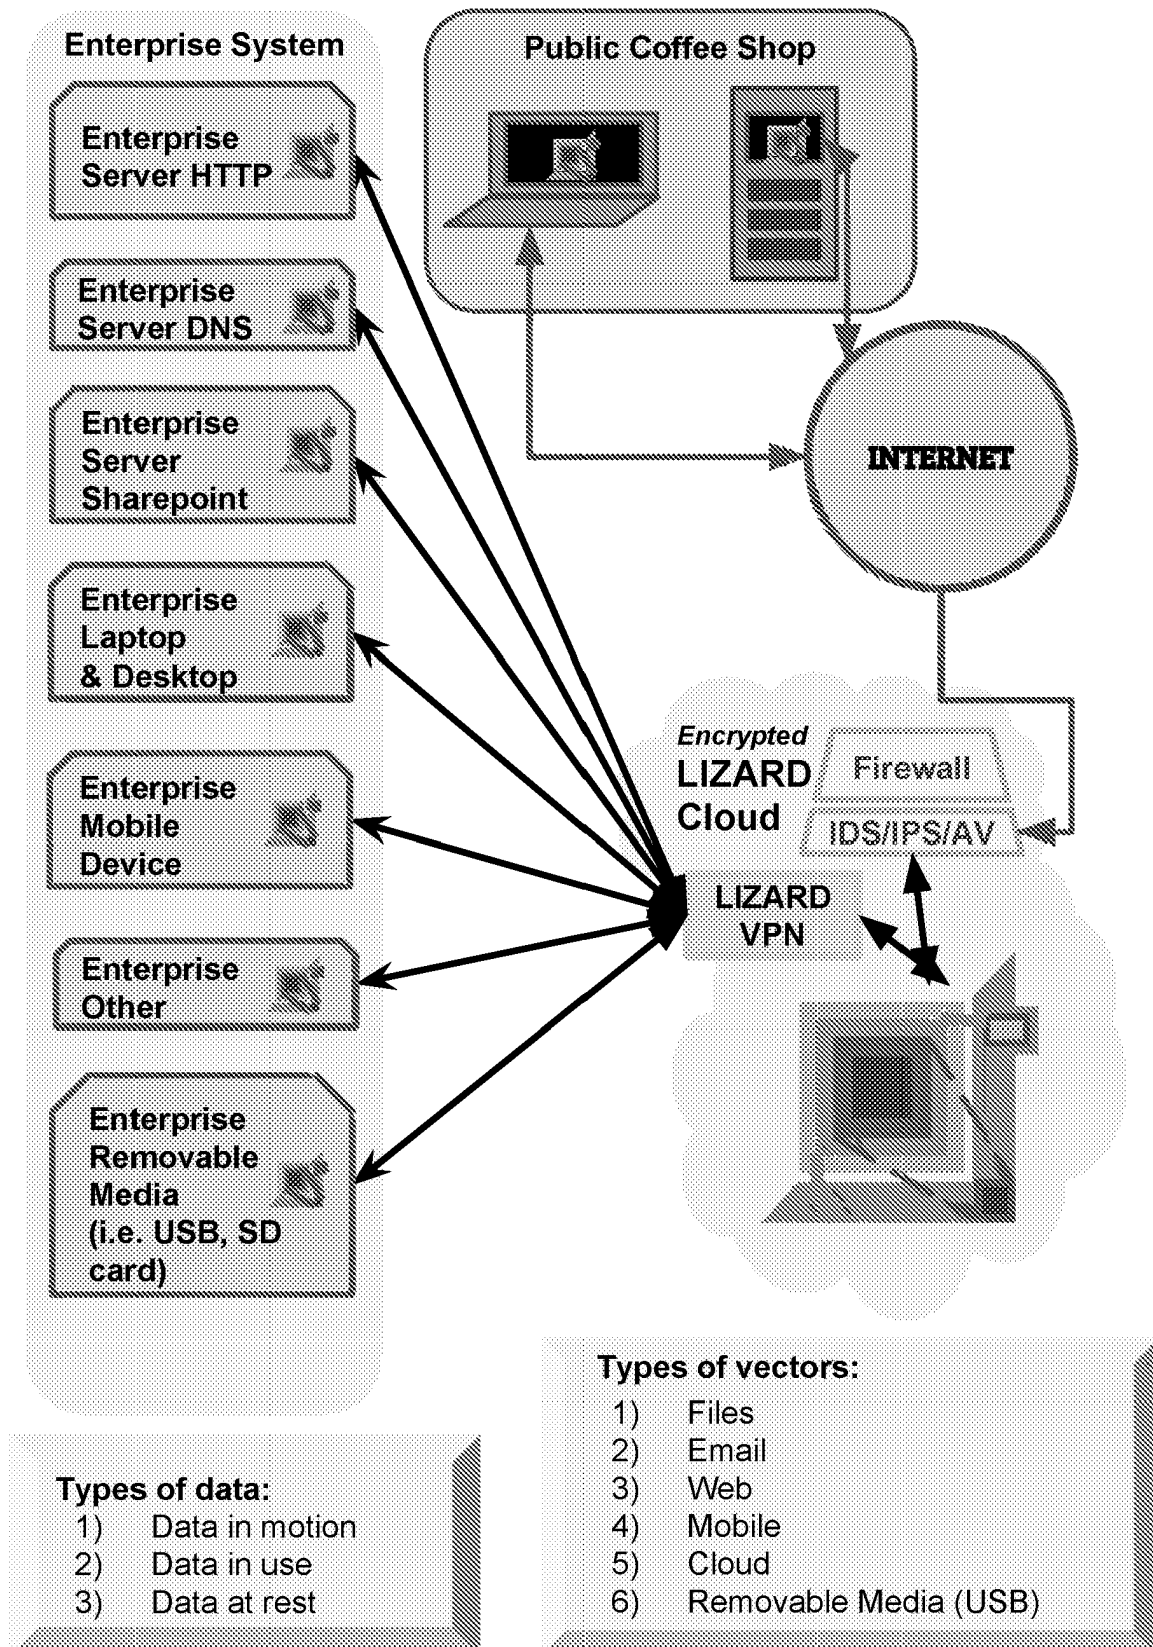 Enterprise System
Enterprise
Server HTTP
Enterprise
Server DNS
Enterprise
Server
Sharepoint
Enterprise
Laptop
& Desktop
Enterprise
Mobile
Device
Enterprise
Other
Enterprise
Removable
Media
(i.e. USB, SD
card)
Public Coffee Shop
INTERNET
Encrypted
LIZARD
Cloud
Firewall
IDS/IPS/AV
LIZARD
VPN
Types of data:
1) Data in motion
2) Data in use
3) Data at rest
Types of vectors:
1) Files
2) Email
3) Web
4) Mobile
5) Cloud
6) Removable Media (USB)